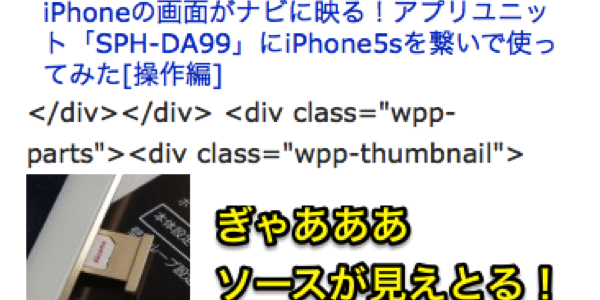 iPhoneの画面がナビに映る！アプリユニッ
ト「SPH-DA99」にiPhone5sを繋いで使っ
てみた[操作編]
</div></div> <div class="wpp-
parts"><div class="wpp-thumbnail">
ぎゃあああ
ソースが見えとる！